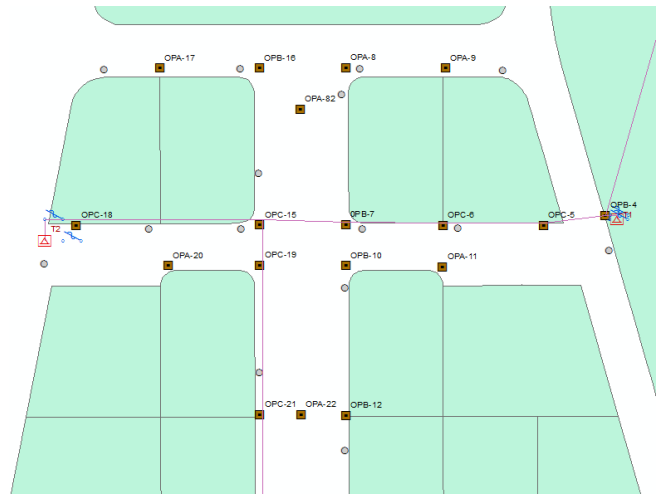 OPA-17
OPB-16
OPA-8
OPA-9
OPA-82
OPC-18
OPC-15
0PB-7
OPC-6
OPC-5
OPB-4
T1
T2
OPA-20
OPC-19
OPB-10
OPA-11
OPC-21
OPA-22
OPB-12